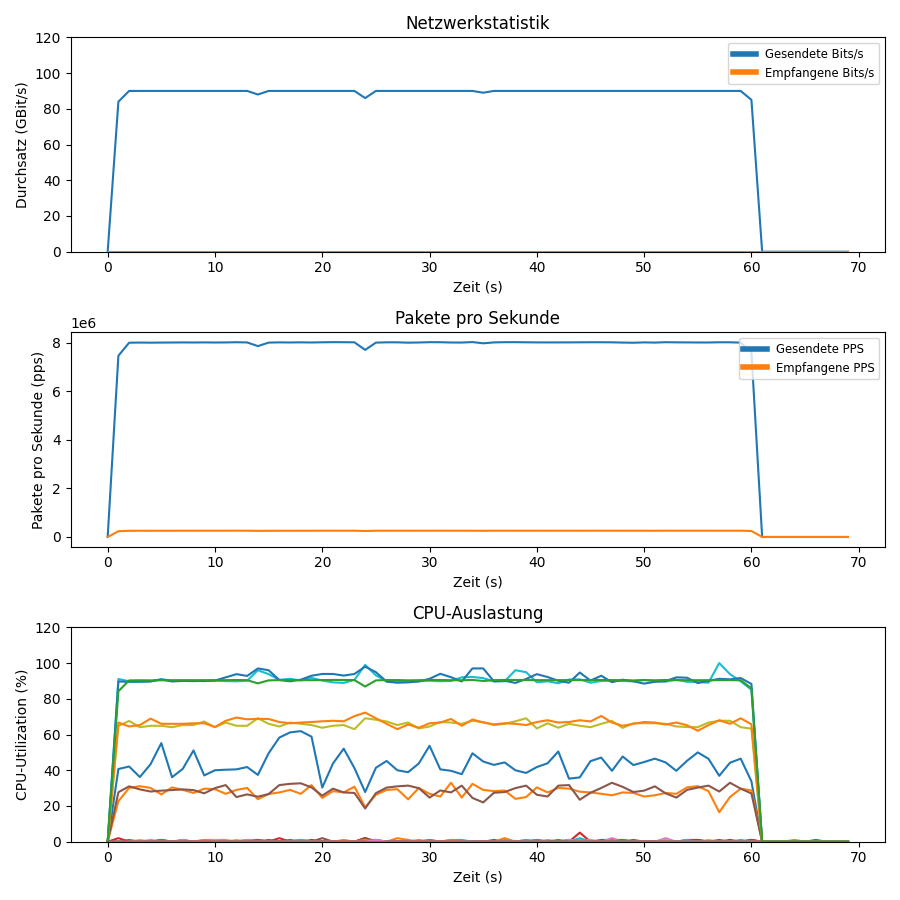 Netzwerkstatistik
120
100
80
60
40
20
0
Durchsatz (GBit/s)
Gesendete Bits/s
Empfangene Bits/s
0 10 20 30 40 50 60 70
Zeit (s)
Pakete pro Sekunde
1e6
8
6
4
2
0
Pakete pro Sekunde (pps)
Gesendete PPS
Empfangene PPS
0 10 20 30 40 50 60 70
Zeit (s)
CPU-Auslastung
120
100
80
60
40
20
0
CPU-Utilization (%)
0 10 20 30 40 50 60 70
Zeit (s)